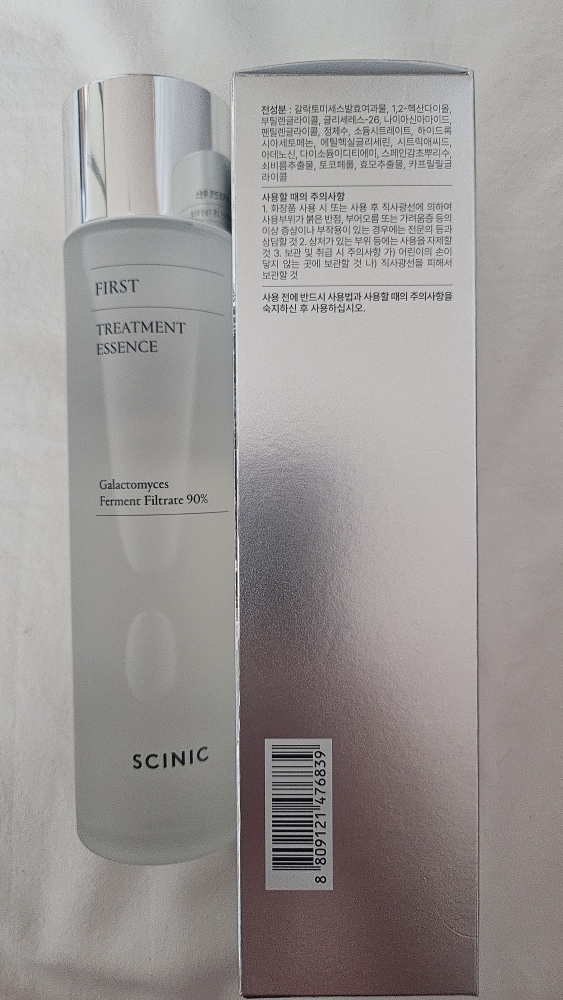 FIRST
TREATMENT
ESSENCE
Galactomyces
Ferment Filtrate 90%
SCINIC
전성분 : 갈락토미세스발효여과물, 1,2-헥산다이올,
부틸렌글라이콜, 글리세레스-26, 나이아신아마이드,
펜틸렌글라이콜, 정제수, 소듐시트레이트, 하이드록
시아세토페논, 에틸헥실글리세린, 시트릭애씨드,
아데노신, 다이소듐이디티에이, 스페인감초뿌리추출물,
쇠비름추출물, 토코페롤, 효모추출물, 카프릴릴글
라이콜
사용할 때의 주의사항
1. 화장품 사용 시 또는 사용 후 직사광선에 의하여
사용부위가 붉은 반점, 부어오름 또는 가려움증 등의
이상 증상이나 부작용이 있는 경우에는 전문의 등과
상담할 것 2. 상처가 있는 부위 등에는 사용을 자제할
것 3. 보관 및 취급 시 주의사항 가) 어린이의 손이
닿지 않는 곳에 보관할 것 나) 직사광선을 피해서
보관할 것
사용 전에 반드시 사용법과 사용할 때의 주의사항을
숙지하신 후 사용하십시오.
8 809121 476839